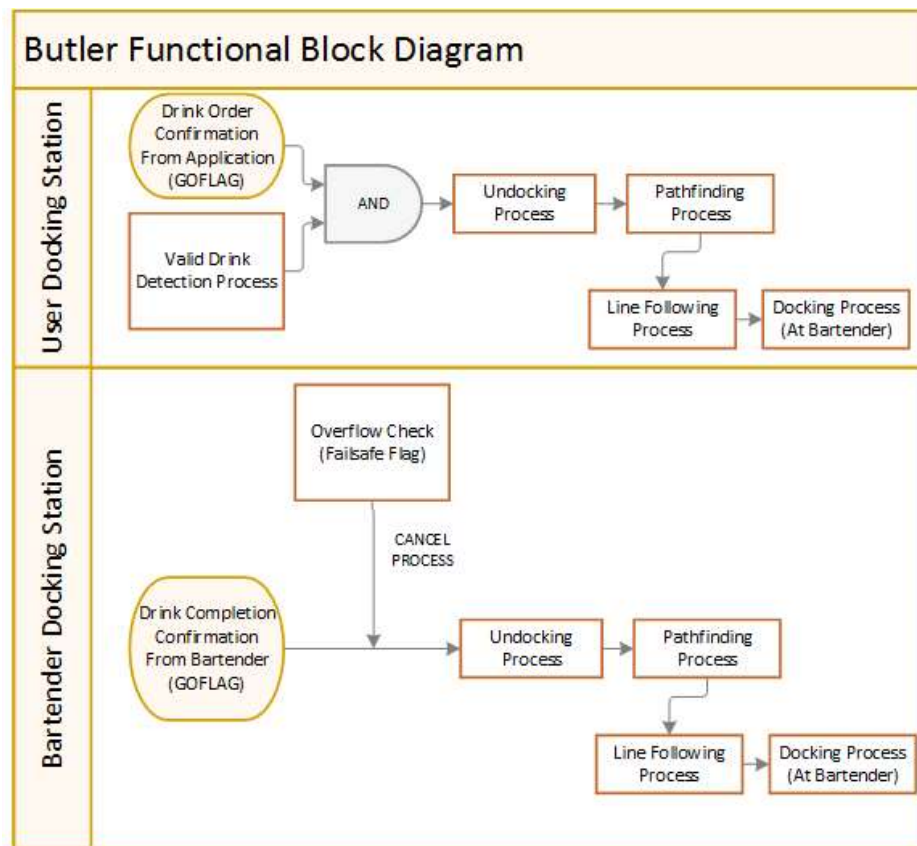 Butler Functional Block Diagram
User Docking Station
Drink Order
Confirmation
From Application
(GOFLAG)
Valid Drink
Detection Process
AND
Undocking
Process
Pathfinding
Process
Line Following
Process
Docking Process
(At Bartender)
Bartender Docking Station
Overflow Check
(Failsafe Flag)
CANCEL
PROCESS
Drink Completion
Confirmation
From Bartender
(GOFLAG)
Undocking
Process
Pathfinding
Process
Line Following
Process
Docking Process
(At Bartender)